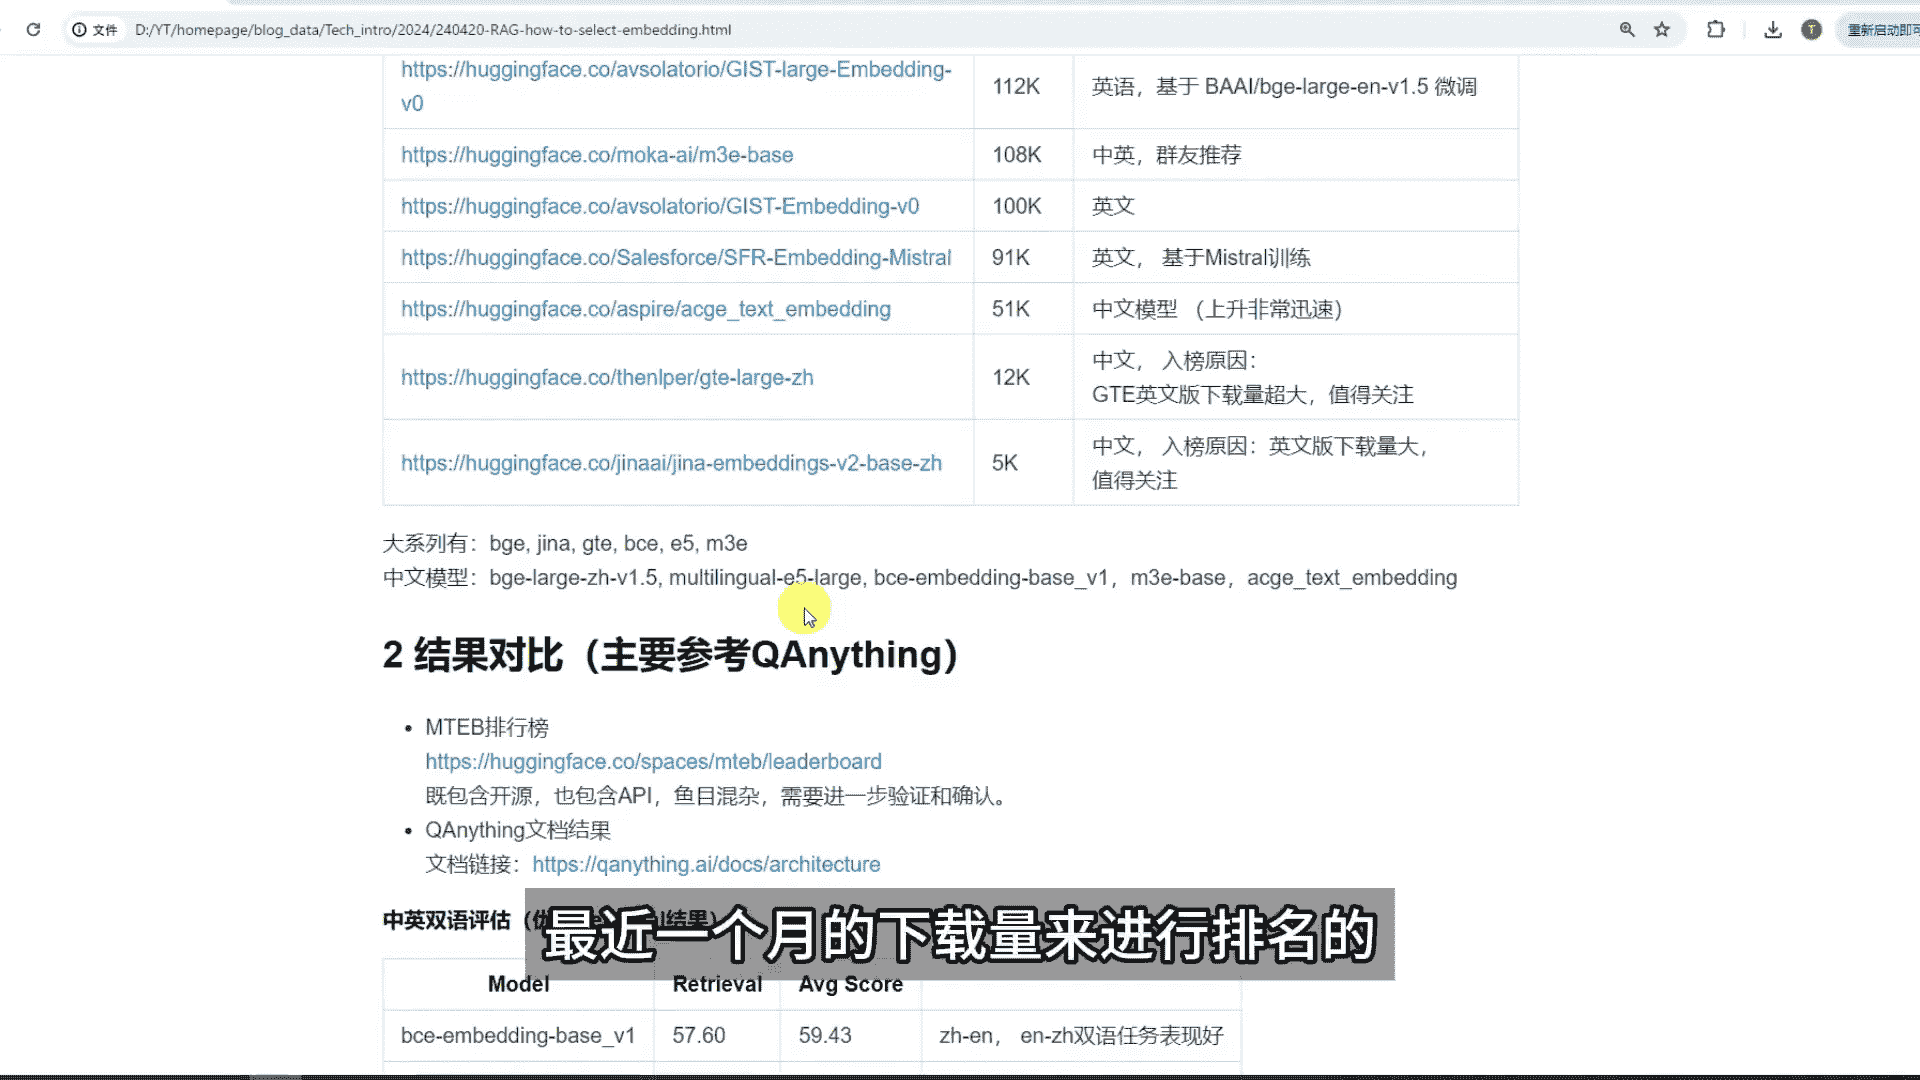 文件 D:/YT/homepage/blog_data/Tech_intro/2024/240420-RAG-how-to-select-embedding.html T 重新启动即可
https://huggingface.co/avsolatorio/GIST-large-Embedding-
v0
112K 英语，基于 BAAI/bge-large-en-v1.5 微调
https://huggingface.co/moka-ai/m3e-base 108K 中英，群友推荐
https://huggingface.co/avsolatorio/GIST-Embedding-v0 100K 英文
https://huggingface.co/Salesforce/SFR-Embedding-Mistral 91K 英文， 基于Mistral训练
https://huggingface.co/aspire/acge_text_embedding 51K 中文模型 （上升非常迅速）
https://huggingface.co/thenlper/gte-large-zh 12K 中文， 入榜原因：
GTE英文版下载量超大，值得关注
https://huggingface.co/jinaai/jina-embeddings-v2-base-zh 5K 中文， 入榜原因：英文版下载量大，
值得关注
大系列有：bge, jina, gte, bce, e5, m3e
中文模型：bge-large-zh-v1.5, multilingual-e5-large, bce-embedding-base_v1，m3e-base，acge_text_embedding
2 结果对比（主要参考QAnything）
• MTEB排行榜
https://huggingface.co/spaces/mteb/leaderboard
既包含开源，也包含API，鱼目混杂，需要进一步验证和确认。
• QAnything文档结果
文档链接：https://qanything.ai/docs/architecture
中英双语评估
最近一个月的下载量来进行排名的
Model Retrieval Avg Score
bce-embedding-base_v1 57.60 59.43 zh-en， en-zh双语任务表现好